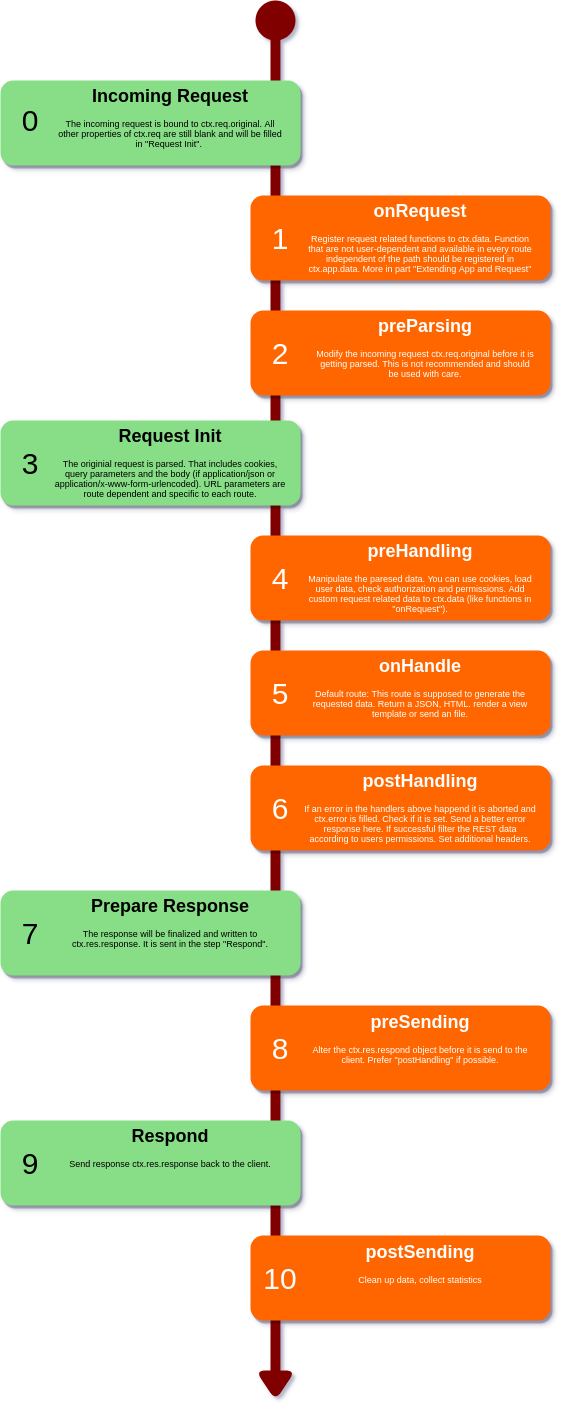 Incoming Request
0
The incoming request is bound to ctx.req.original. All
other properties of ctx.req are still blank and will be filled
in "Request Init".
onRequest
1
Register request related functions to ctx.data. Function
that are not user-dependent and available in every route
independent of the path should be registered in
ctx.app.data. More in part "Extending App and Request"
preParsing
2
Modify the incoming request ctx.req.original before it is
getting parsed. This is not recommended and should
be used with care.
Request Init
3
The originial request is parsed. That includes cookies,
query parameters and the body (if application/json or
application/x-www-form-urlencoded). URL parameters are
route dependent and specific to each route.
preHandling
4
Manipulate the paresed data. You can use cookies, load
user data, check authorization and permissions. Add
custom request related data to ctx.data (like functions in
"onRequest").
onHandle
5
Default route: This route is supposed to generate the
requested data. Return a JSON, HTML. render a view
template or send an file.
postHandling
6
If an error in the handlers above happend it is aborted and
ctx.error is filled. Check if it is set. Send a better error
response here. If successful filter the REST data
according to users permissions. Set additional headers.
Prepare Response
7
The response will be finalized and written to
ctx.res.response. It is sent in the step "Respond".
preSending
8
Alter the ctx.res.respond object before it is send to the
client. Prefer "postHandling" if possible.
Respond
9
Send response ctx.res.response back to the client.
postSending
10
Clean up data, collect statistics